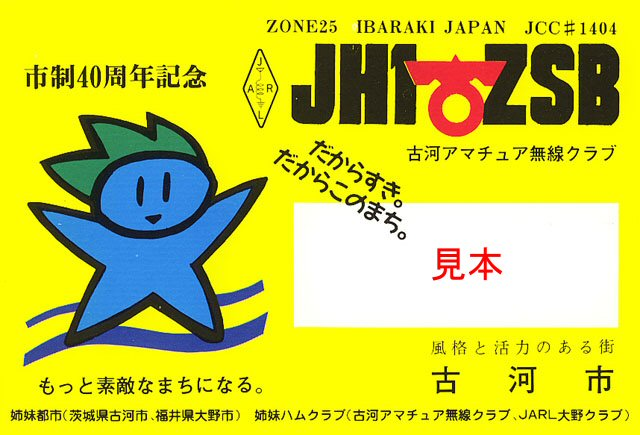 ZONE25 IBARAKI JAPAN JCC♯1404
市制40周年記念
JARL
JH1ZSB
古河アマチュア無線クラブ
だからすき。
だからこのまち。
見本
風格と活力のある街
古河市
もっと素敵なまちになる。
姉妹都市(茨城県古河市、福井県大野市) 姉妹ハムクラブ(古河アマチュア無線クラブ、JARL大野クラブ)